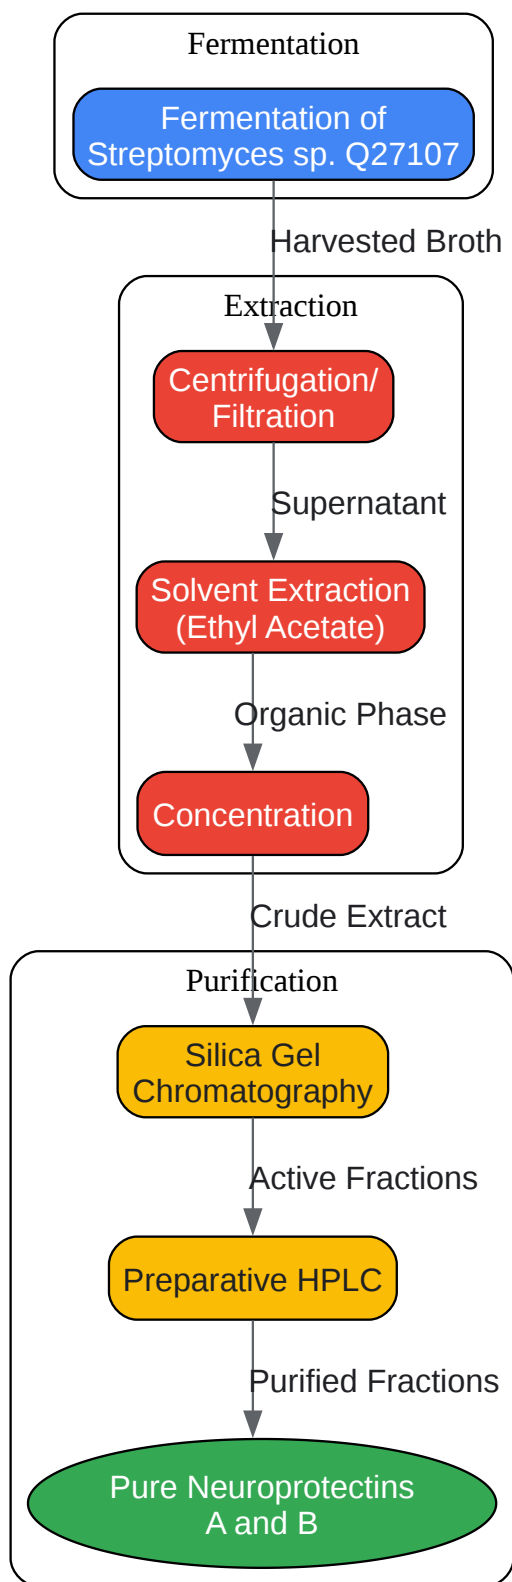 Fermentation
Fermentation of
Streptomyces sp. Q27107
Harvested Broth
Extraction
Centrifugation/
Filtration
Supernatant
Solvent Extraction
(Ethyl Acetate)
Organic Phase
Concentration
Crude Extract
Purification
Silica Gel
Chromatography
Active Fractions
Preparative HPLC
Purified Fractions
Pure Neuroprotectins
A and B